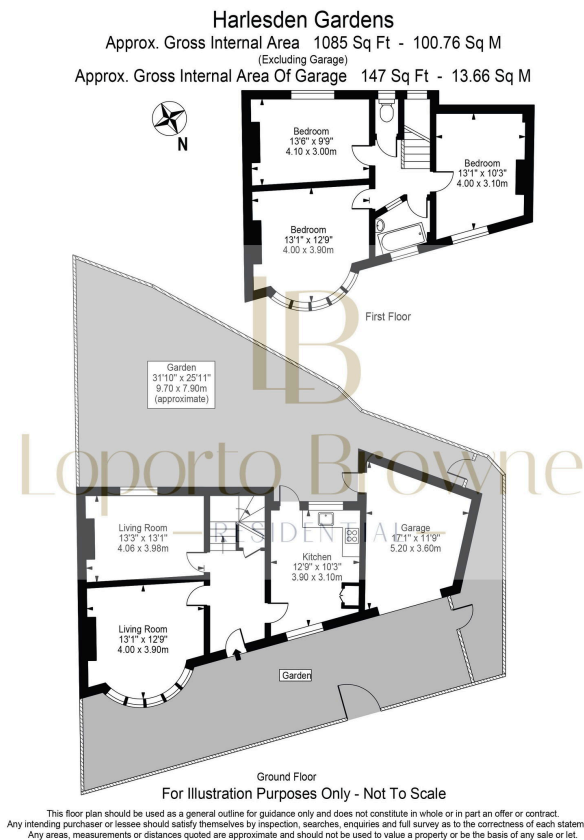 Harlesden Gardens
Approx. Gross Internal Area 1085 Sq Ft - 100.76 Sq M
(Excluding Garage)
Approx. Gross Internal Area Of Garage 147 Sq Ft - 13.66 Sq M
N
Bedroom
13'6" x 9'9"
4.10 x 3.00m
Bedroom
13'1" x 10'3"
4.00 x 3.10m
Bedroom
13'1" x 12'9"
4.00 x 3.90m
First Floor
LB
Garden
31'10" x 25'11"
9.70 x 7.90m
(approximate)
Loporto Browne
RESIDENTIAL
Living Room
13'3" x 13'1"
4.06 x 3.98m
Kitchen
12'9" x 10'3"
3.90 x 3.10m
Garage
17'1" x 11'9"
5.20 x 3.60m
Living Room
13'1" x 12'9"
4.00 x 3.90m
Garden
Ground Floor
For Illustration Purposes Only - Not To Scale
This floor plan should be used as a general outline for guidance only and does not constitute in whole or in part an offer or contract.
Any intending purchaser or lessee should satisfy themselves by inspection, searches, enquiries and full survey as to the correctness of each statem
Any areas, measurements or distances quoted are approximate and should not be used to value a property or be the basis of any sale or let.